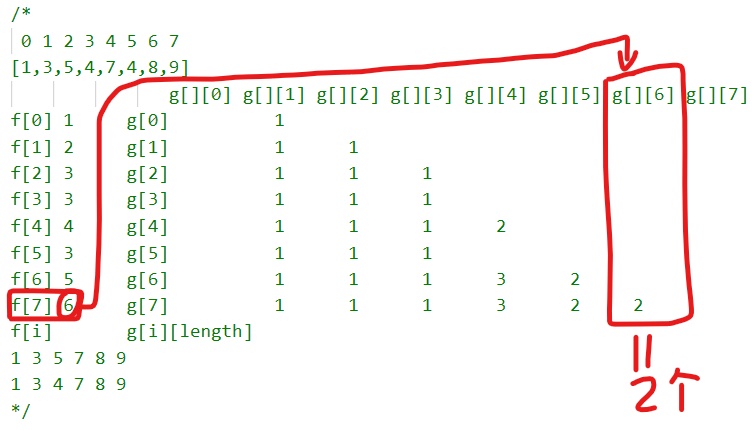 /*
0 1 2 3 4 5 6 7
[1,3,5,4,7,4,8,9]
g[][0] g[][1] g[][2] g[][3] g[][4] g[][5] g[][6] g[][7]
f[0] 1 g[0] 1
f[1] 2 g[1] 1 1
f[2] 3 g[2] 1 1 1
f[3] 3 g[3] 1 1 1
f[4] 4 g[4] 1 1 1 2
f[5] 3 g[5] 1 1 1
f[6] 5 g[6] 1 1 1 3 2
f[7] 6 g[7] 1 1 1 3 2 2
f[i] g[i][length]
1 3 5 7 8 9
1 3 4 7 8 9
*/
=
2个